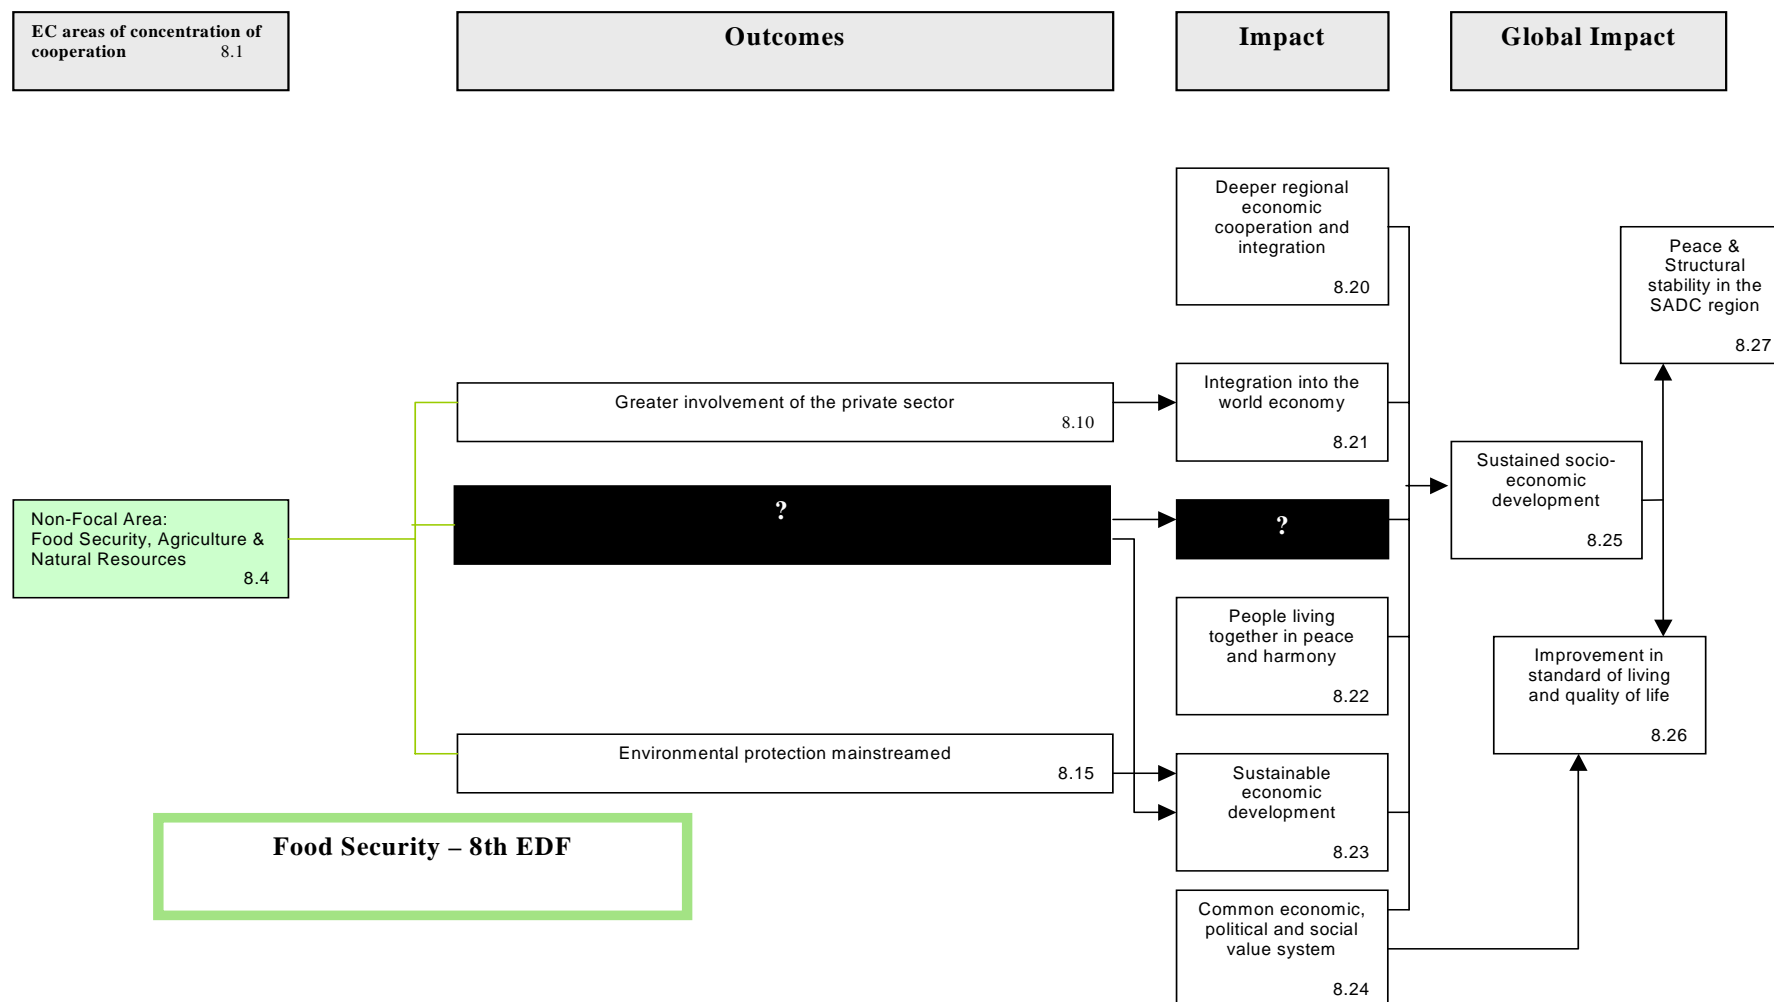 EC areas of concentration of
cooperation 8.1
Outcomes
Impact
Global Impact
Deeper regional
economic
cooperation and
integration
8.20
Peace &
Structural
stability in the
SADC region
8.27
Greater involvement of the private sector
8.10
Integration into the
world economy
8.21
Sustained socio-
economic
development
8.25
Non-Focal Area:
Food Security, Agriculture &
Natural Resources
8.4
?
?
People living
together in peace
and harmony
8.22
Improvement in
standard of living
and quality of life
8.26
Environmental protection mainstreamed
8.15
Sustainable
economic
development
8.23
Food Security – 8th EDF
Common economic,
political and social
value system
8.24